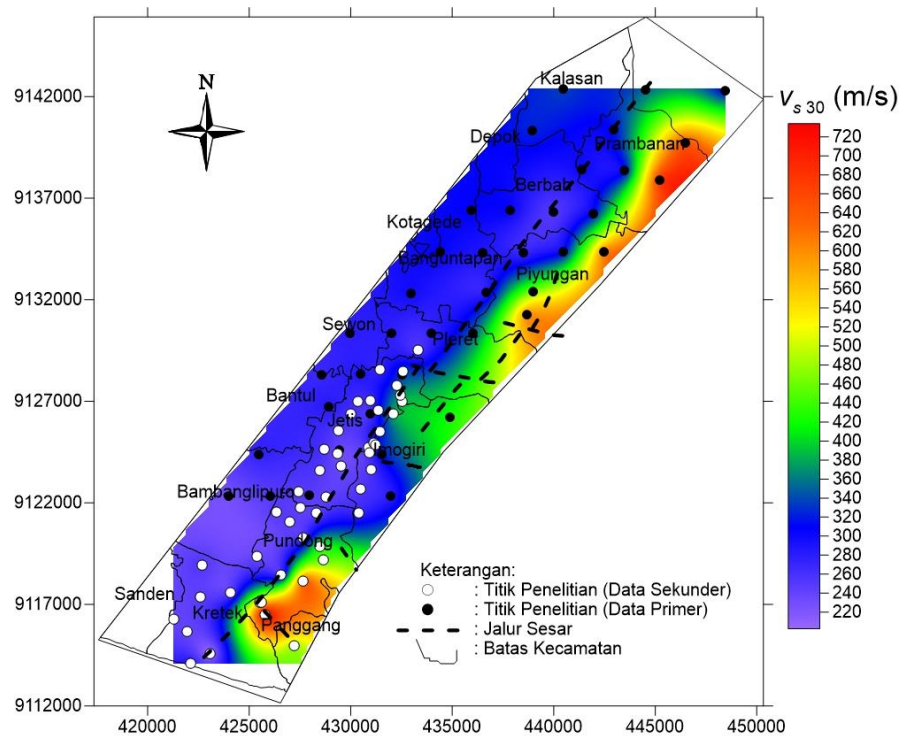 N
v s 30 (m/s)
9142000
9137000
9132000
9127000
9122000
9117000
9112000
420000
425000
430000
435000
440000
445000
450000
Kalasan
Depok
Prambanan
Berbah
Kotagede
Banguntapan
Piyungan
Sewon
Pleret
Bantul
Jetis
Imogiri
Bambanglipuro
Pundong
Sanden
Kretek
Panggang
Keterangan:
: Titik Penelitian (Data Sekunder)
: Titik Penelitian (Data Primer)
: Jalur Sesar
: Batas Kecamatan
720
700
680
660
640
620
600
580
560
540
520
500
480
460
440
420
400
380
360
340
320
300
280
260
240
220